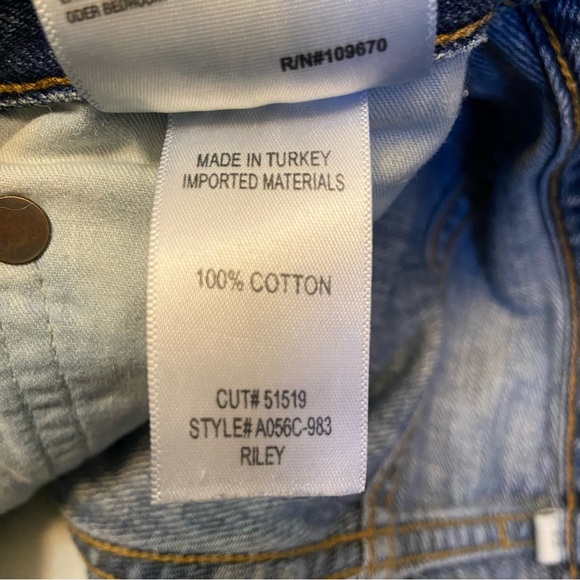 R/N#109670
MADE IN TURKEY
IMPORTED MATERIALS
100% COTTON
CUT# 51519
STYLE# A056C-983
RILEY